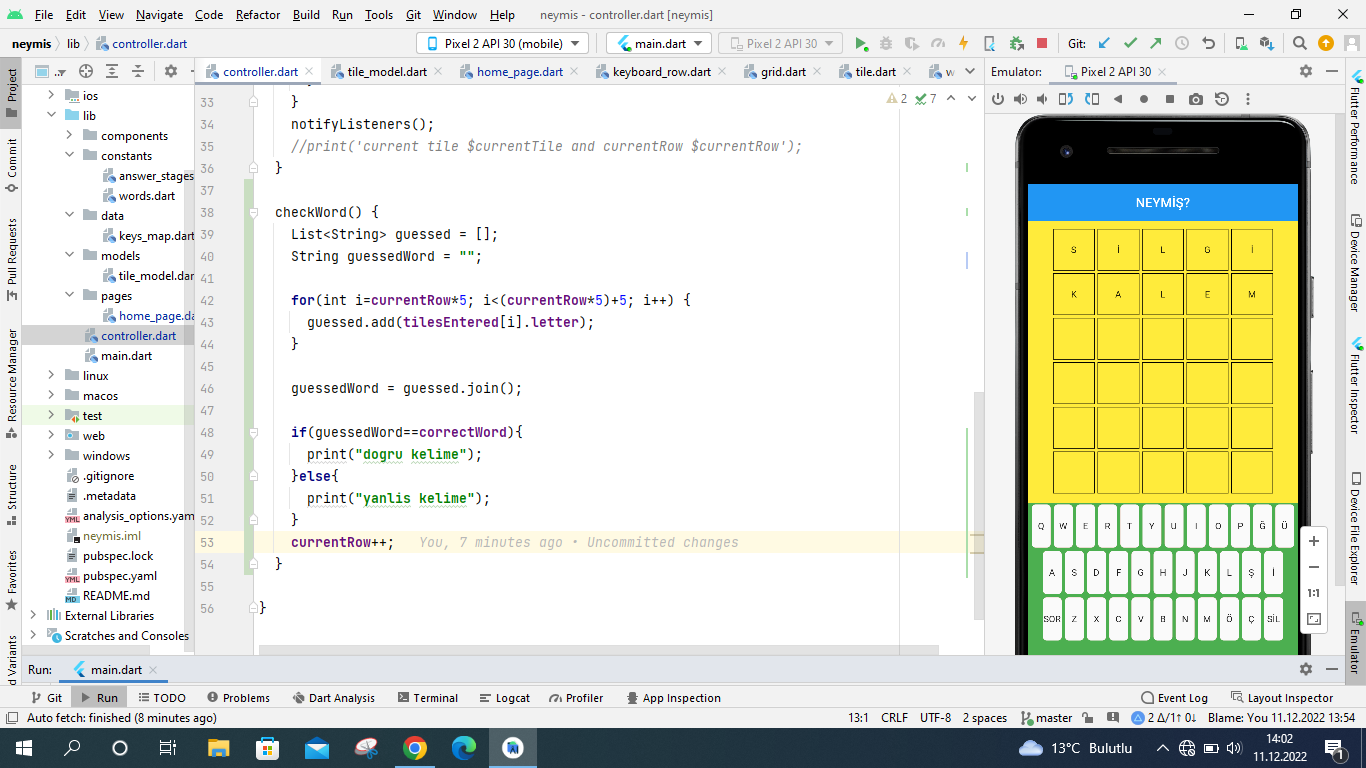 File Edit View Navigate Code Refactor Build Run Tools Git Window Help neymis - controller.dart [neymis]
neymis lib controller.dart Pixel 2 API 30 (mobile) main.dart Pixel 2 API 30 Git:
controller.dart tile_model.dart home_page.dart keyboard_row.dart grid.dart tile.dart w Emulator: Pixel 2 API 30
Project
Commit
Pull Requests
Resource Manager
Structure
Favorites
d Variants
ios
lib
components
constants
answer_stages
words.dart
data
keys_map.dart
models
tile_model.dar
pages
home_page.da
controller.dart
main.dart
linux
macos
test
web
windows
.gitignore
.metadata
analysis_options.yam
neymis.iml
pubspec.lock
pubspec.yaml
README.md
External Libraries
Scratches and Consoles
2 7
33 }
34 notifyListeners();
35 //print('current tile $currentTile and currentRow $currentRow');
36 }
37
38 checkWord() {
39 List<String> guessed = [];
40 String guessedWord = "";
41
42 for(int i=currentRow*5; i<(currentRow*5)+5; i++) {
43 guessed.add(tilesEntered[i].letter);
44 }
45
46 guessedWord = guessed.join();
47
48 if(guessedWord==correctWord){
49 print("dogru kelime");
50 }else{
51 print("yanlis kelime");
52 }
53 currentRow++; You, 7 minutes ago • Uncommitted changes
54 }
55
56 }
NEYMİŞ?
S İ L G İ
K A L E M
Q W E R T Y U I O P Ğ Ü
A S D F G H J K L Ş İ
SOR Z X C V B N M Ö Ç SİL
1:1
Flutter Performance
Device Manager
Flutter Inspector
Device File Explorer
Emulator
Run: main.dart
Git Run TODO Problems Dart Analysis Terminal Logcat Profiler App Inspection Event Log Layout Inspector
Auto fetch: finished (8 minutes ago) 13:1 CRLF UTF-8 2 spaces master 2 Δ/1↑ 0↓ Blame: You 11.12.2022 13:54
13°C Bulutlu 14:02
11.12.2022 1